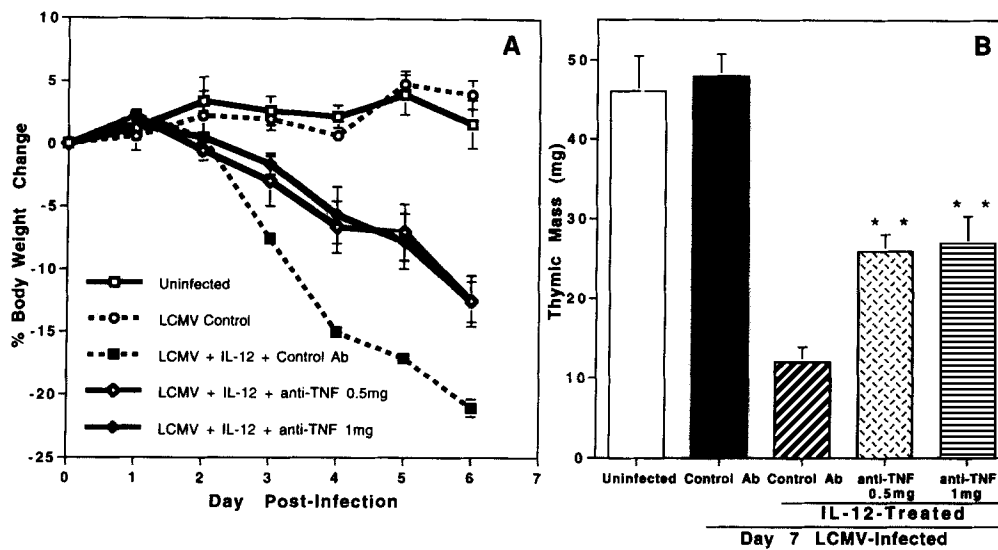 A
% Body Weight Change
10
5
0
-5
-10
-15
-20
-25
Uninfected
LCMV Control
LCMV + IL-12 + Control Ab
LCMV + IL-12 + anti-TNF 0.5mg
LCMV + IL-12 + anti-TNF 1mg
0 1 2 3 4 5 6 7
Day Post-Infection
B
Thymic Mass (mg)
50
40
30
20
10
0
* *
* *
Uninfected Control Ab Control Ab anti-TNF anti-TNF
0.5mg 1mg
IL-12-Treated
Day 7 LCMV-Infected